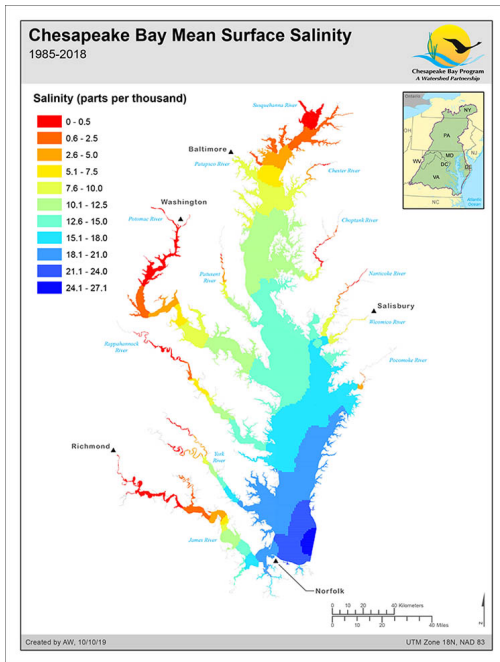 Chesapeake Bay Mean Surface Salinity
1985-2018
Chesapeake Bay Program
A Watershed Partnership
Salinity (parts per thousand)
0 - 0.5
0.6 - 2.5
2.6 - 5.0
5.1 - 7.5
7.6 - 10.0
10.1 - 12.5
12.6 - 15.0
15.1 - 18.0
18.1 - 21.0
21.1 - 24.0
24.1 - 27.1
Susquehanna River
Baltimore
Patapsco River
Chester River
Washington
Potomac River
Choptank River
Patuxent River
Nanticoke River
Salisbury
Wicomico River
Rappahannock River
Pocomoke River
Richmond
York River
James River
Norfolk
Ontario
NY
OH
PA
NJ
MD
WV
DC
DE
VA
Atlantic Ocean
NC
0 10 20 40 Kilometers
0 10 20 40 Miles
Created by AW, 10/10/19
UTM Zone 18N, NAD 83